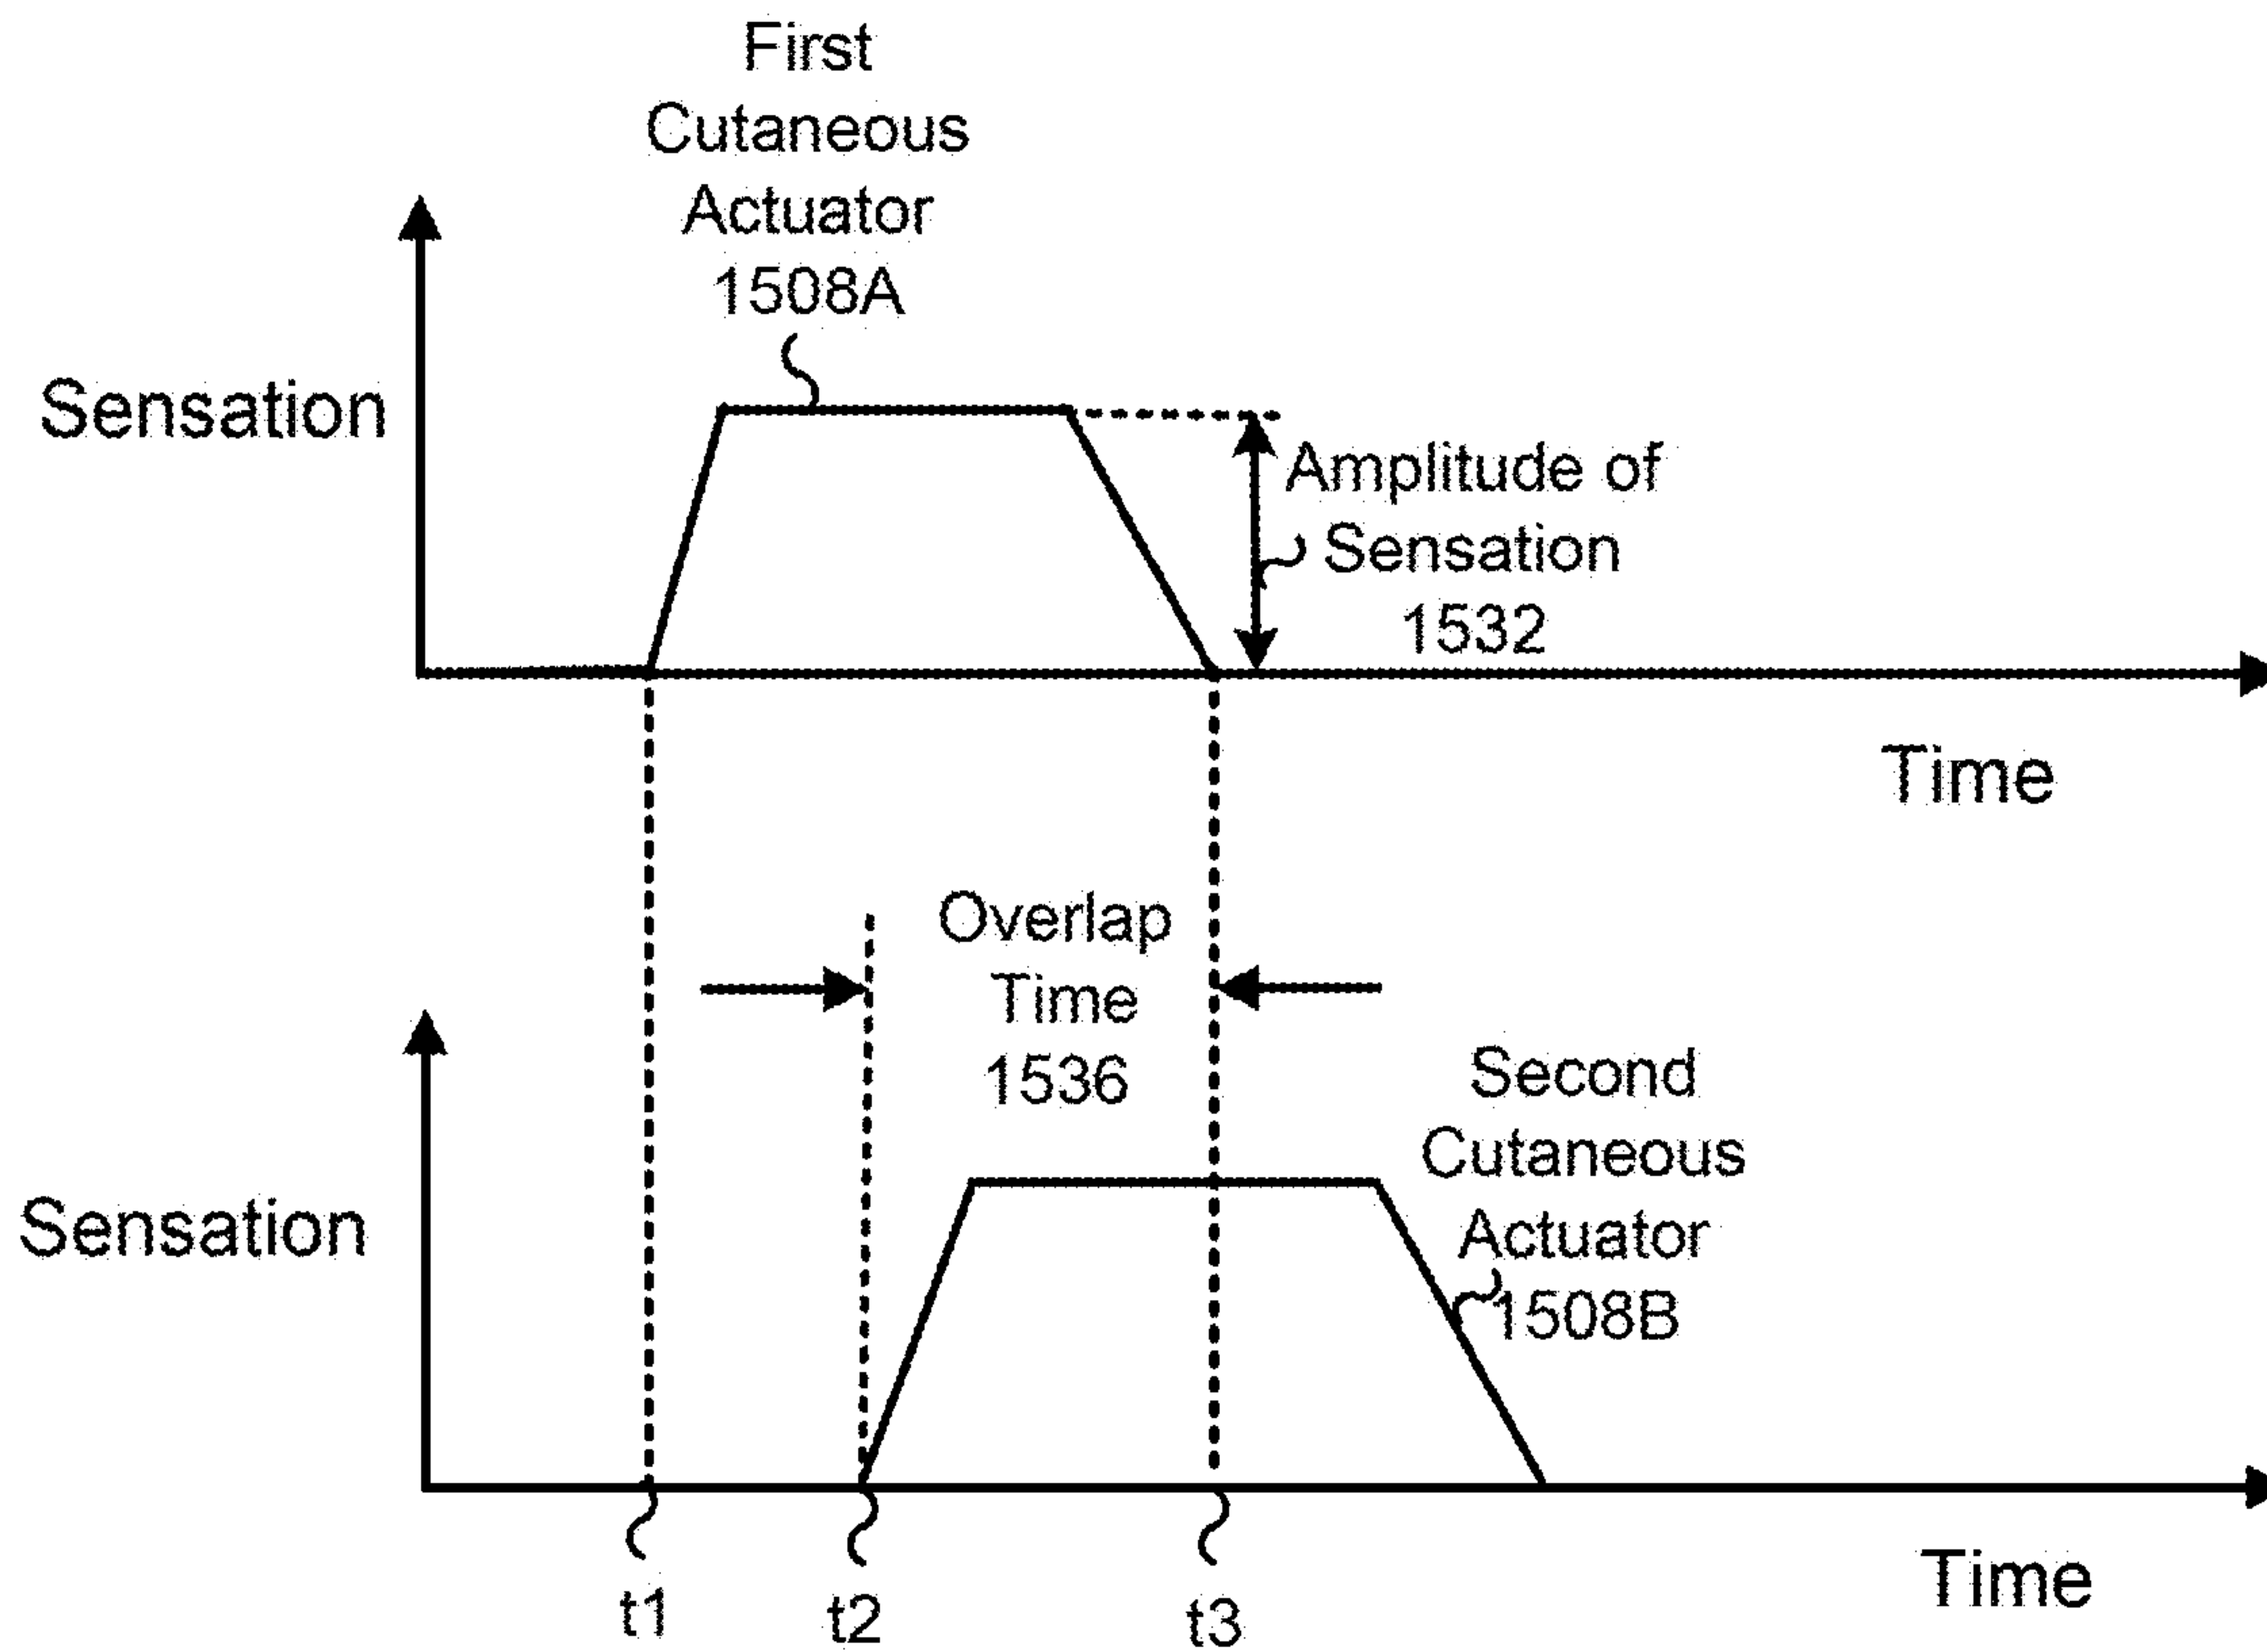 First
Cutaneous
Actuator
1508A
Sensation
Amplitude of
Sensation
1532
Time
Overlap
Time
1536
Second
Cutaneous
Actuator
1508B
Sensation
Time
t1
t2
t3